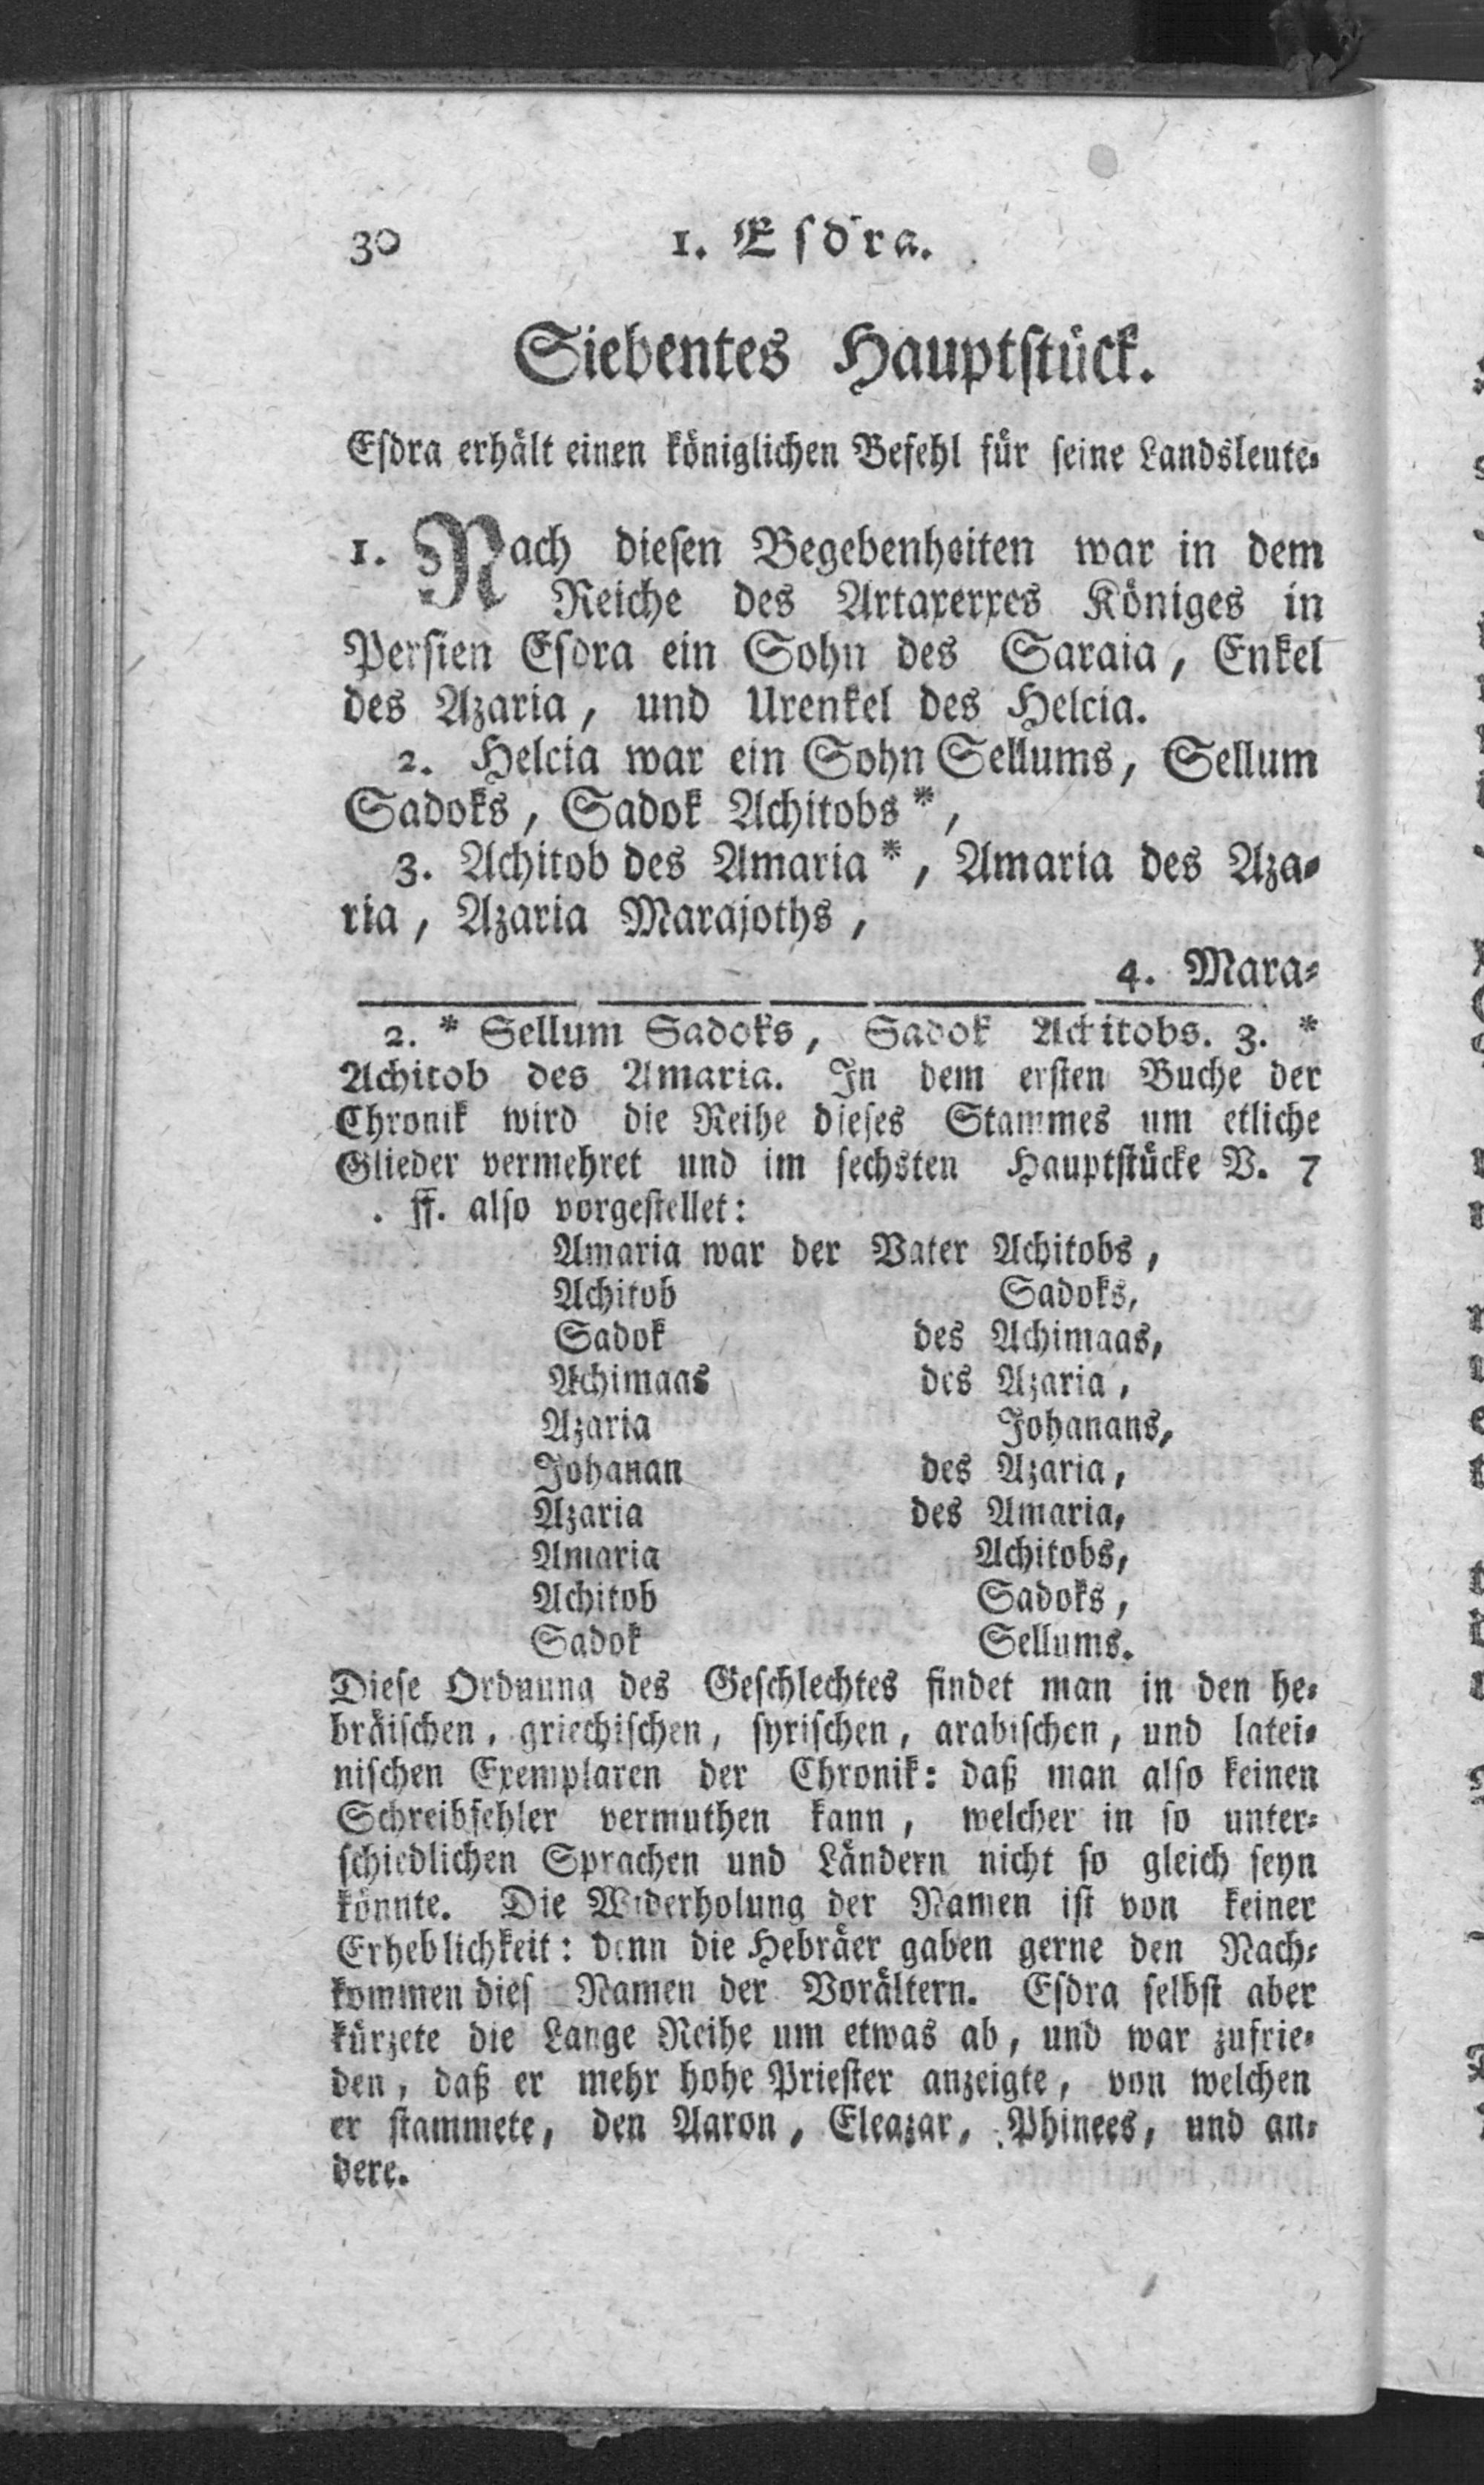 30 1. Esdra.
Siebentes Hauptstück.
Esdra erhält einen königlichen Befehl für seine Landsleute.
1. Nach diesen Begebenheiten war in dem
Reiche des Artaxerxes Königes in
Persien Esdra ein Sohn des Saraia, Enkel
des Azaria, und Urenkel des Helcia.
2. Helcia war ein Sohn Sellums, Sellum
Sadoks, Sadok Achitobs*,
3. Achitob des Amaria*, Amaria des Aza-
ria, Azaria Marajoths,
4. Mara-
2. * Sellum Sadoks, Sadok Achitobs. 3. *
Achitob des Amaria. In dem ersten Buche der
Chronik wird die Reihe dieses Stammes um etliche
Glieder vermehret und im sechsten Hauptstücke V. 7
. ff. also vorgestellet:
Amaria war der Vater Achitobs,
Achitob Sadoks,
Sadok des Achimaas,
Achimaas des Azaria,
Azaria Johanans,
Johanan des Azaria,
Azaria des Amaria,
Amaria Achitobs,
Achitob Sadoks,
Sadok Sellums.
Diese Ordnung des Geschlechtes findet man in den he-
bräischen, griechischen, syrischen, arabischen, und latei-
nischen Exemplaren der Chronik: daß man also keinen
Schreibfehler vermuthen kann, welcher in so unter-
schiedlichen Sprachen und Ländern nicht so gleich seyn
könnte. Die Widerholung der Namen ist von keiner
Erheblichkeit: denn die Hebräer gaben gerne den Nach-
kommen dies Namen der Vorältern. Esdra selbst aber
kürzete die Lange Reihe um etwas ab, und war zufrie-
den, daß er mehr hohe Priester anzeigte, von welchen
er stammete, den Aaron, Eleazar, Phinees, und an-
dere.